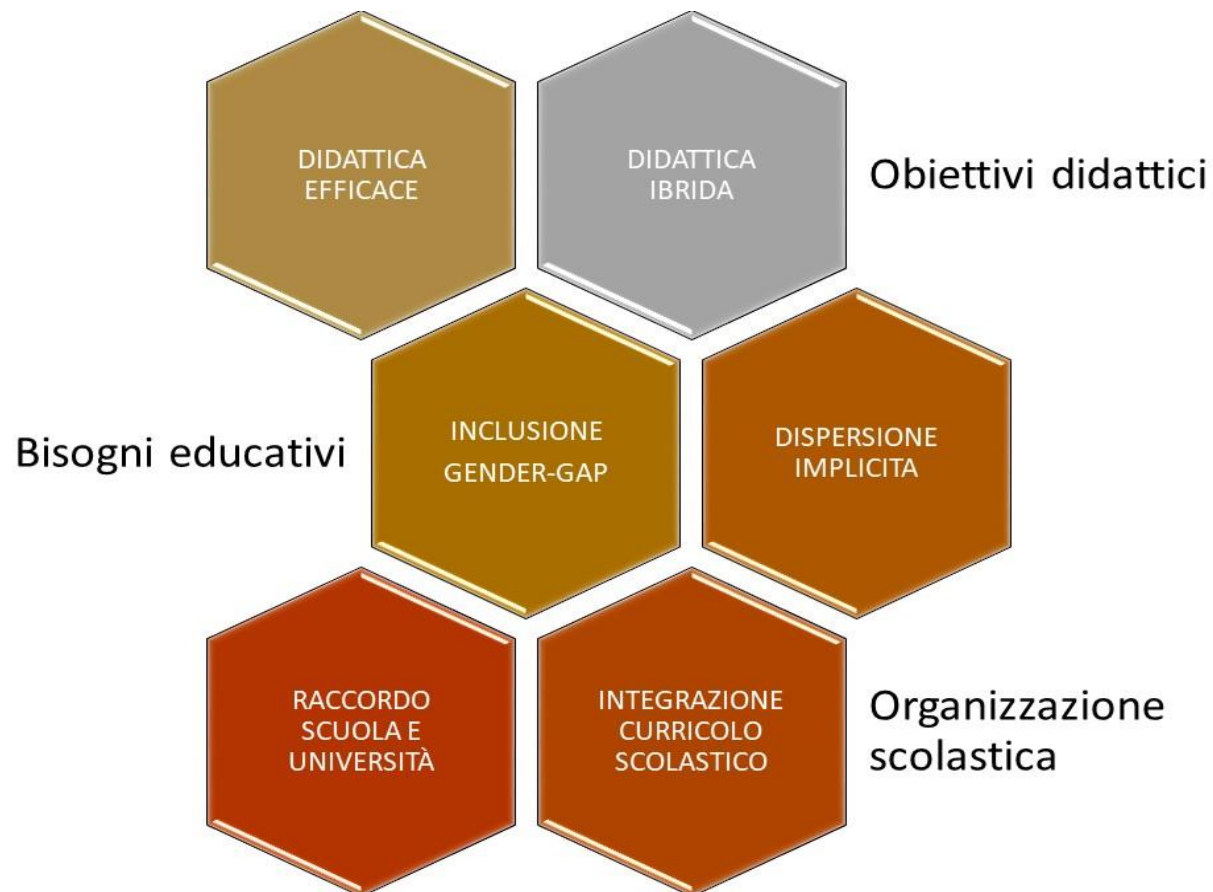 DIDATTICA
EFFICACE
DIDATTICA
IBRIDA
Obiettivi didattici
Bisogni educativi
INCLUSIONE
GENDER-GAP
DISPERSIONE
IMPLICITA
RACCORDO
SCUOLA E
UNIVERSITÀ
INTEGRAZIONE
CURRICOLO
SCOLASTICO
Organizzazione
scolastica